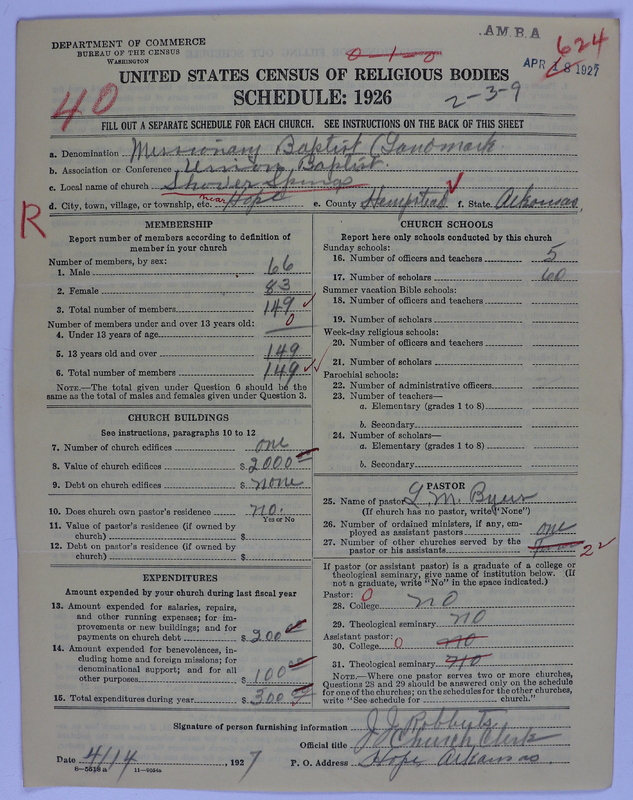 DEPARTMENT OF COMMERCE
BUREAU OF THE CENSUS
WASHINGTON
A.M.B.A
0-1-0
624
APR 18 1927
UNITED STATES CENSUS OF RELIGIOUS BODIES
SCHEDULE: 1926
40
2-3-9
FILL OUT A SEPARATE SCHEDULE FOR EACH CHURCH. SEE INSTRUCTIONS ON THE BACK OF THIS SHEET
a. Denomination Missionary Baptist (Landmark
b. Association or Conference Union Baptist.
c. Local name of church Shover Springs
d. City, town, village, or township, etc. near Hope e. County Hempstead f. State Arkansas,
R
MEMBERSHIP
Report number of members according to definition of
member in your church
Number of members, by sex:
1. Male 66
2. Female 83
3. Total number of members 149
Number of members under and over 13 years old:
4. Under 13 years of age 0
5. 13 years old and over 149
6. Total number of members 149
NOTE.—The total given under Question 6 should be the
same as the total of males and females given under Question 3.
CHURCH BUILDINGS
See instructions, paragraphs 10 to 12
7. Number of church edifices one
8. Value of church edifices $ 2000
9. Debt on church edifices $ none
10. Does church own pastor's residence no.
Yes or No
11. Value of pastor's residence (if owned by
church) $
12. Debt on pastor's residence (if owned by
church) $
EXPENDITURES
Amount expended by your church during last fiscal year
13. Amount expended for salaries, repairs,
and other running expenses; for im-
provements or new buildings; and for
payments on church debt $ 200
14. Amount expended for benevolences, in-
cluding home and foreign missions; for
denominational support; and for all
other purposes $ 100
15. Total expenditures during year $ 300
CHURCH SCHOOLS
Report here only schools conducted by this church
Sunday schools:
16. Number of officers and teachers 5
17. Number of scholars 60
Summer vacation Bible schools:
18. Number of officers and teachers
19. Number of scholars
Week-day religious schools:
20. Number of officers and teachers
21. Number of scholars
Parochial schools:
22. Number of administrative officers
23. Number of teachers—
a. Elementary (grades 1 to 8)
b. Secondary
24. Number of scholars—
a. Elementary (grades 1 to 8)
b. Secondary
PASTOR
25. Name of pastor L. M. Byers
(If church has no pastor, write "None")
26. Number of ordained ministers, if any, em-
ployed as assistant pastors one
27. Number of other churches served by the
pastor or his assistants 2
If pastor (or assistant pastor) is a graduate of a college or
theological seminary, give name of institution below. (If
not a graduate, write "No" in the space indicated.)
Pastor: 0
28. College no
29. Theological seminary no
Assistant pastor:
30. College 0 no
31. Theological seminary no
NOTE.—Where one pastor serves two or more churches,
Questions 28 and 29 should be answered only on the schedule
for one of the churches; on the schedules for the other churches,
write "See schedule for church."
Signature of person furnishing information J. J. Robberts
Official title Church Clerk
Date 4/14, 1927 P. O. Address Hope, Arkansas.
8-5518a 11-9034a